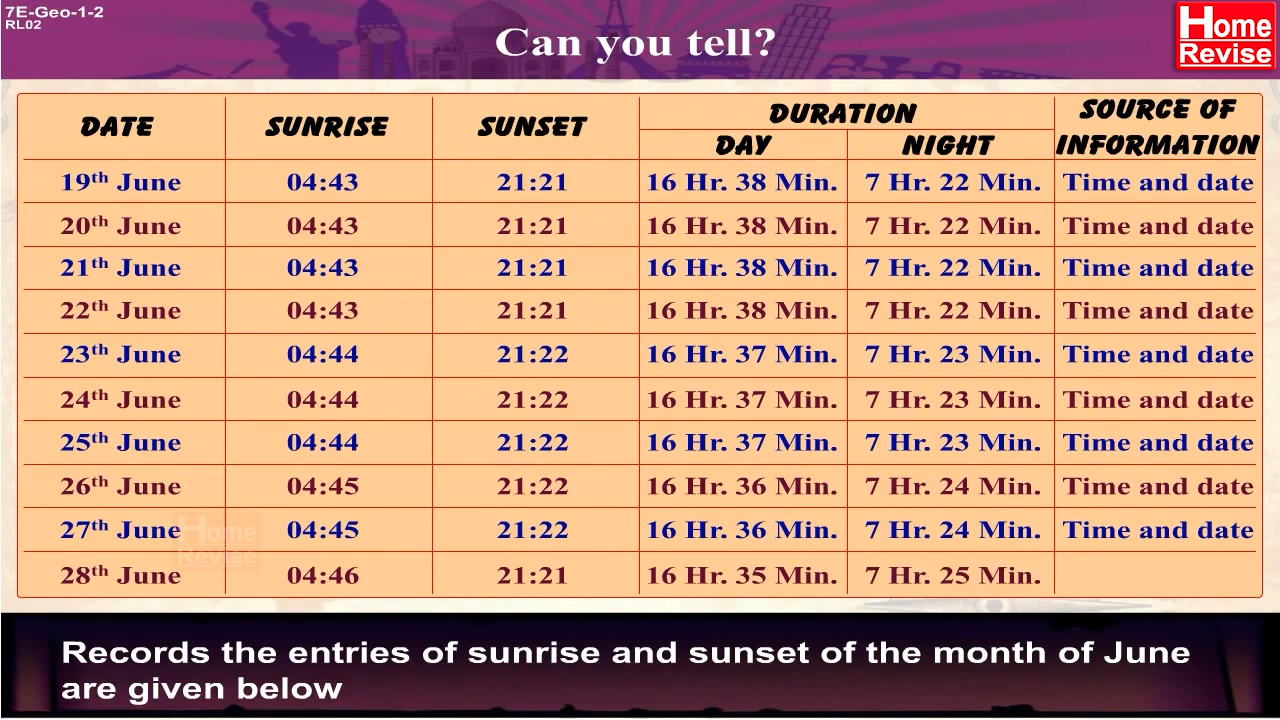 7E-Geo-1-2
RL02
Can you tell?
Home
Revise
DATE SUNRISE SUNSET DURATION SOURCE OF INFORMATION
DAY NIGHT
19th June 04:43 21:21 16 Hr. 38 Min. 7 Hr. 22 Min. Time and date
20th June 04:43 21:21 16 Hr. 38 Min. 7 Hr. 22 Min. Time and date
21th June 04:43 21:21 16 Hr. 38 Min. 7 Hr. 22 Min. Time and date
22th June 04:43 21:21 16 Hr. 38 Min. 7 Hr. 22 Min. Time and date
23th June 04:44 21:22 16 Hr. 37 Min. 7 Hr. 23 Min. Time and date
24th June 04:44 21:22 16 Hr. 37 Min. 7 Hr. 23 Min. Time and date
25th June 04:44 21:22 16 Hr. 37 Min. 7 Hr. 23 Min. Time and date
26th June 04:45 21:22 16 Hr. 36 Min. 7 Hr. 24 Min. Time and date
27th June 04:45 21:22 16 Hr. 36 Min. 7 Hr. 24 Min. Time and date
Home
Revise
28th June 04:46 21:21 16 Hr. 35 Min. 7 Hr. 25 Min.
Records the entries of sunrise and sunset of the month of June
are given below